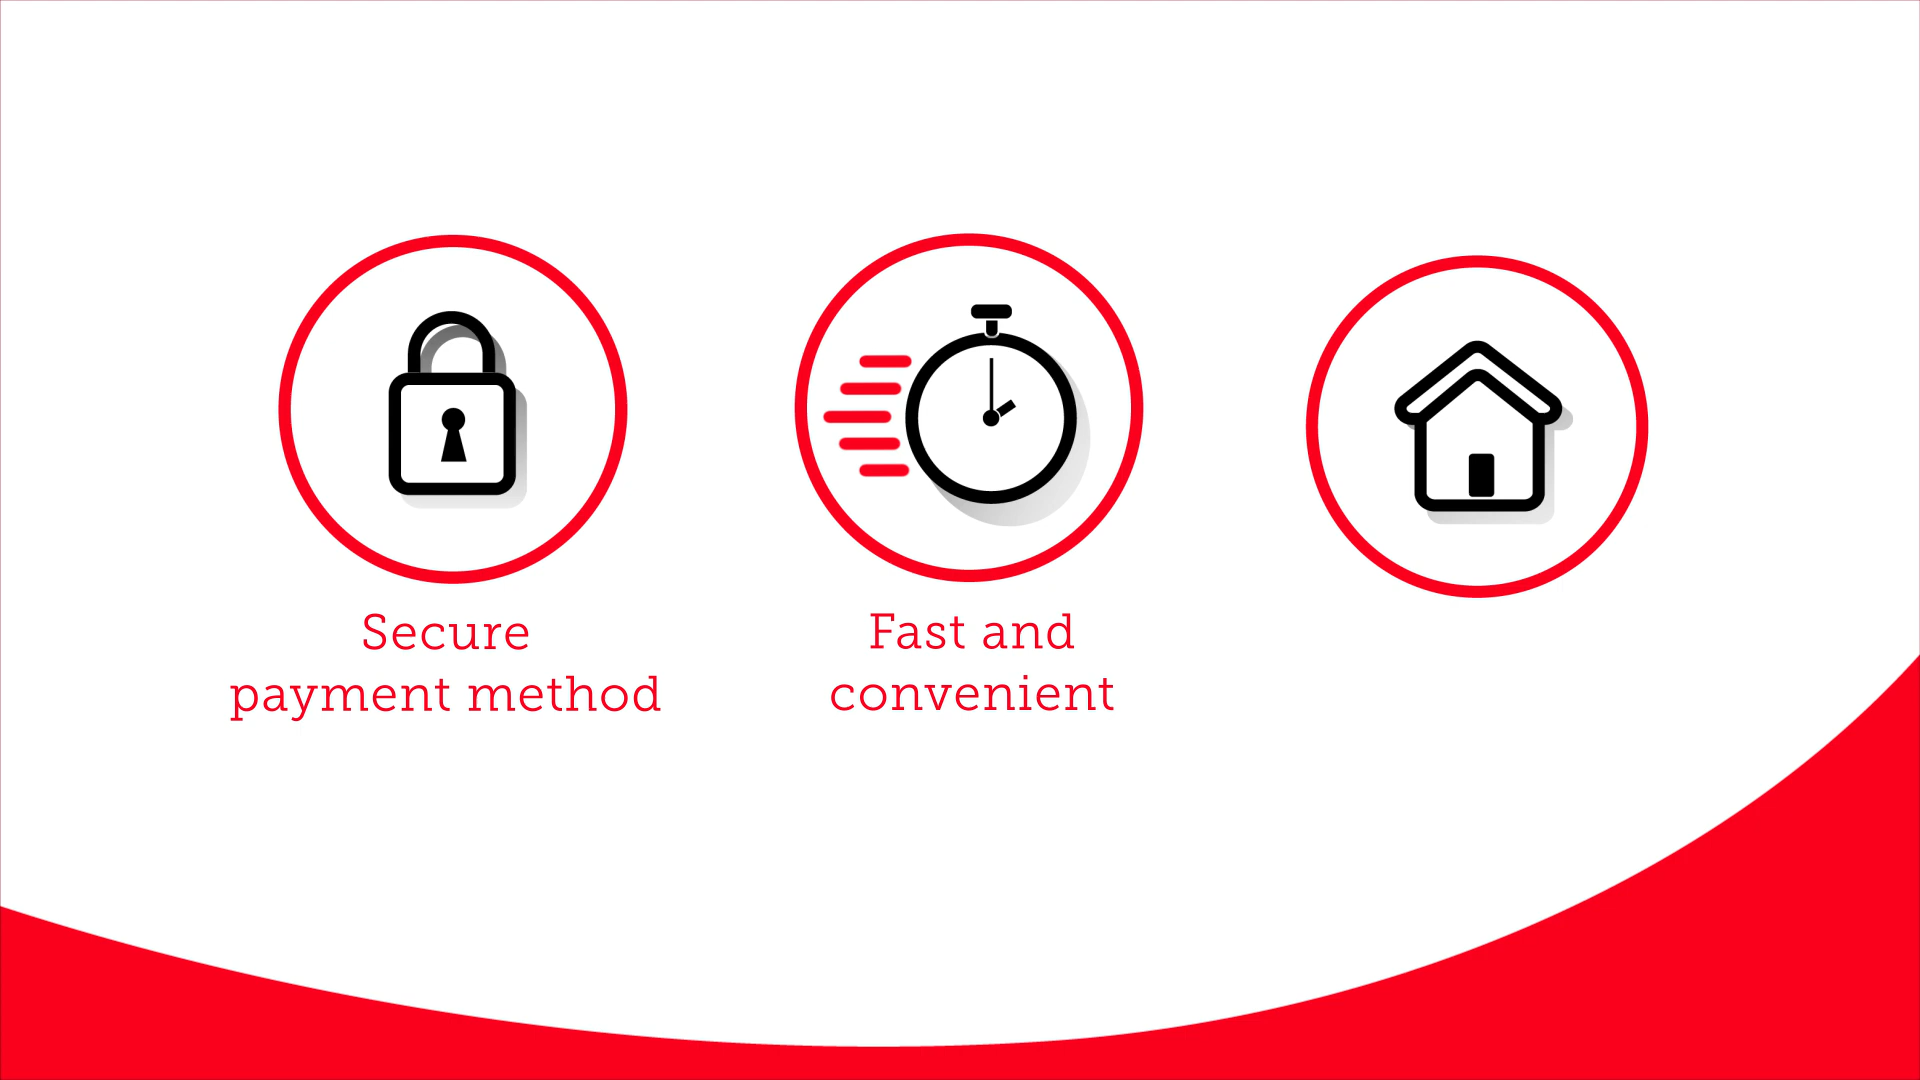 Secure
payment method
Fast and
convenient